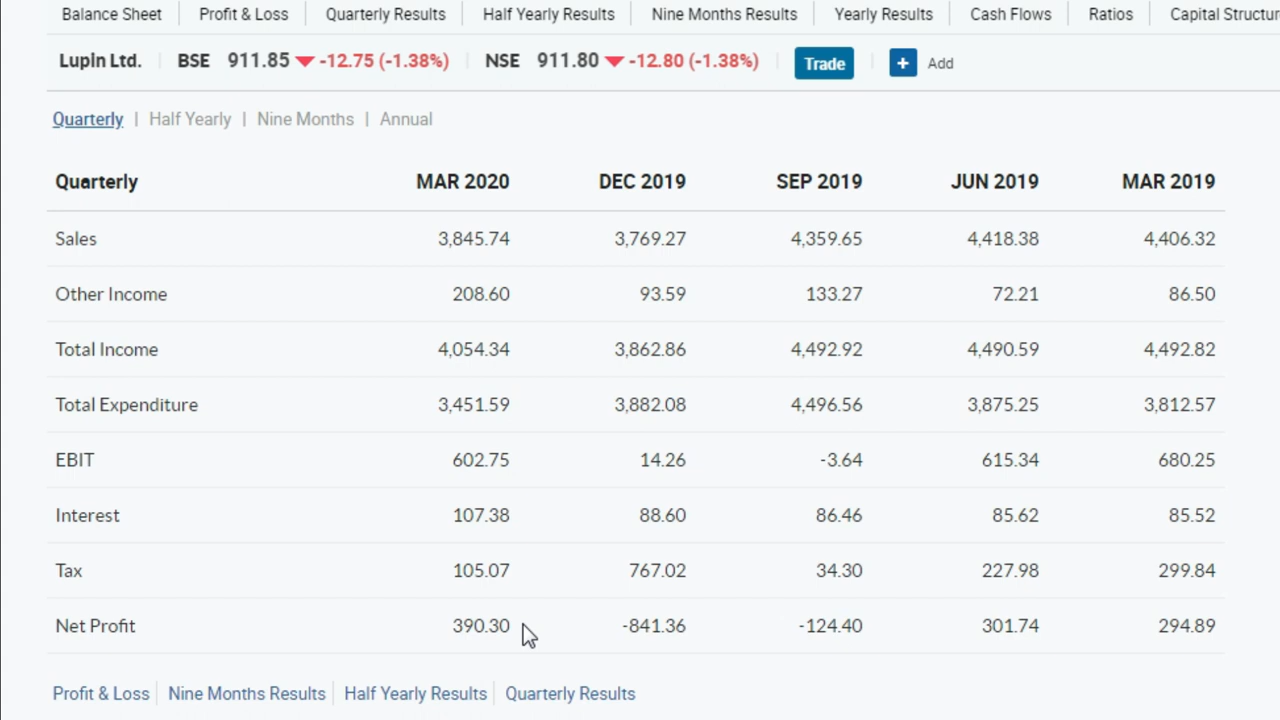 Balance Sheet | Profit & Loss | Quarterly Results | Half Yearly Results | Nine Months Results | Yearly Results | Cash Flows | Ratios | Capital Structur
Lupin Ltd. BSE 911.85 ▼ -12.75 (-1.38%) NSE 911.80 ▼ -12.80 (-1.38%) Trade + Add
Quarterly | Half Yearly | Nine Months | Annual
Quarterly MAR 2020 DEC 2019 SEP 2019 JUN 2019 MAR 2019
Sales 3,845.74 3,769.27 4,359.65 4,418.38 4,406.32
Other Income 208.60 93.59 133.27 72.21 86.50
Total Income 4,054.34 3,862.86 4,492.92 4,490.59 4,492.82
Total Expenditure 3,451.59 3,882.08 4,496.56 3,875.25 3,812.57
EBIT 602.75 14.26 -3.64 615.34 680.25
Interest 107.38 88.60 86.46 85.62 85.52
Tax 105.07 767.02 34.30 227.98 299.84
Net Profit 390.30 -841.36 -124.40 301.74 294.89
Profit & Loss | Nine Months Results | Half Yearly Results | Quarterly Results